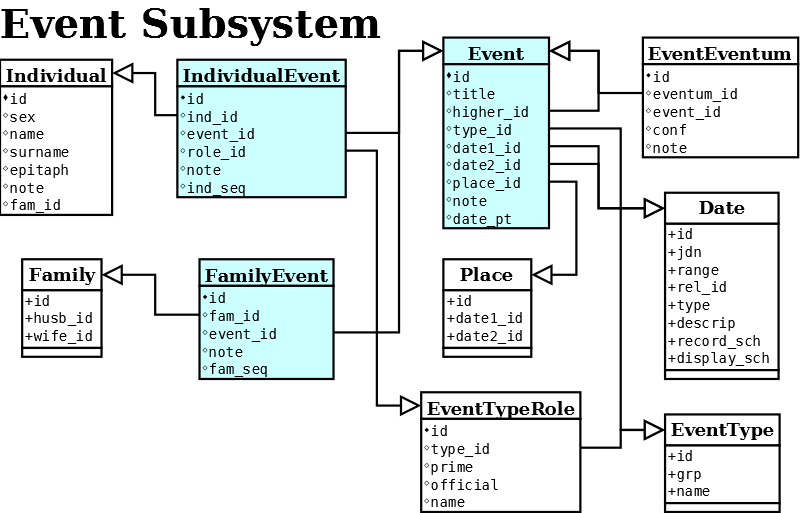 Event Subsystem
Individual
id
sex
name
surname
epitaph
note
fam_id
IndividualEvent
id
ind_id
event_id
role_id
note
ind_seq
Event
id
title
higher_id
type_id
date1_id
date2_id
place_id
note
date_pt
EventEventum
id
eventum_id
event_id
conf
note
Date
+id
+jdn
+range
+rel_id
+type
+descrip
+record_sch
+display_sch
Family
+id
+husb_id
+wife_id
FamilyEvent
id
fam_id
event_id
note
fam_seq
Place
+id
+date1_id
+date2_id
EventTypeRole
id
type_id
prime
official
name
EventType
+id
+grp
+name